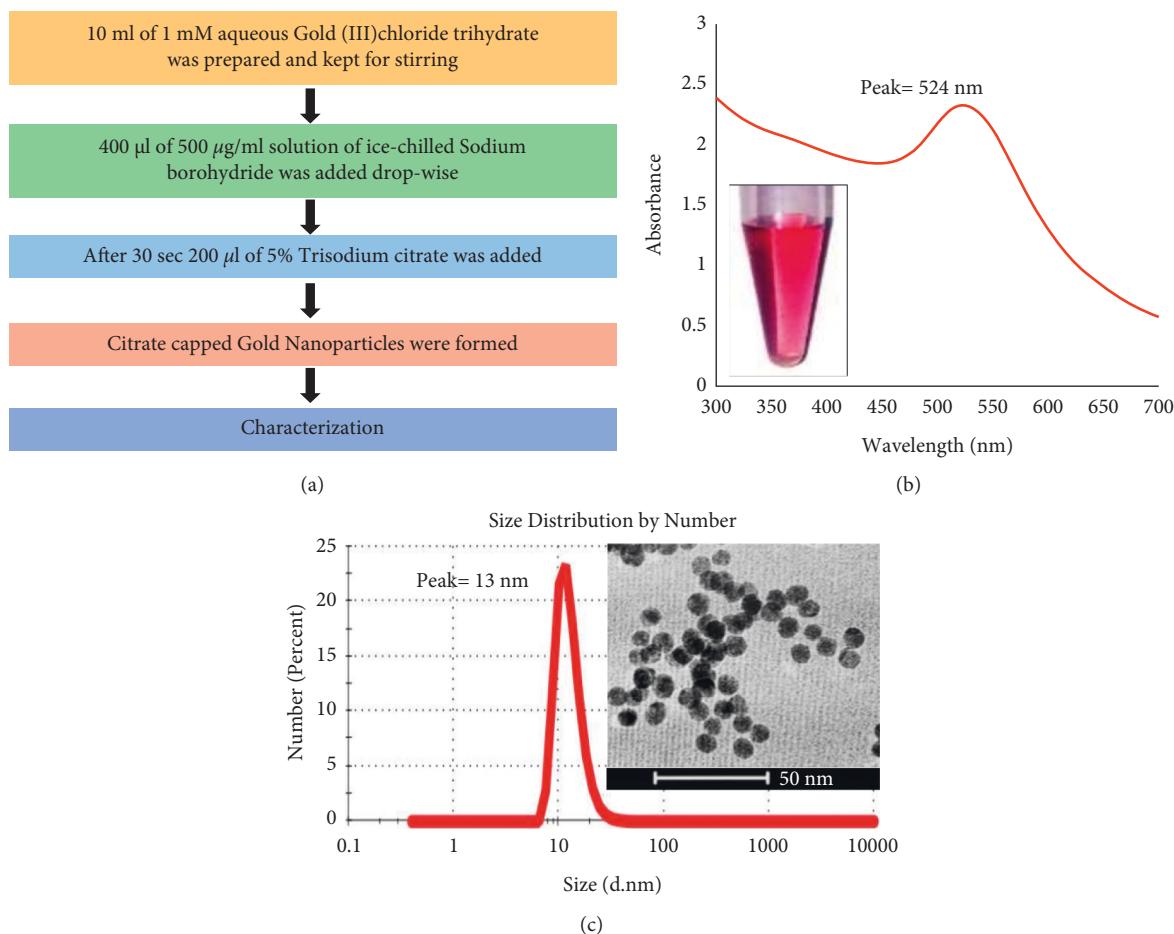 10 ml of 1 mM aqueous Gold (III)chloride trihydrate
was prepared and kept for stirring
400 µl of 500 µg/ml solution of ice-chilled Sodium
borohydride was added drop-wise
After 30 sec 200 µl of 5% Trisodium citrate was added
Citrate capped Gold Nanoparticles were formed
Characterization
(a)
3
2.5
2
1.5
1
0.5
0
Absorbance
Peak= 524 nm
300 350 400 450 500 550 600 650 700
Wavelength (nm)
(b)
Size Distribution by Number
25
20
15
10
5
0
Number (Percent)
Peak= 13 nm
50 nm
0.1 1 10 100 1000 10000
Size (d.nm)
(c)